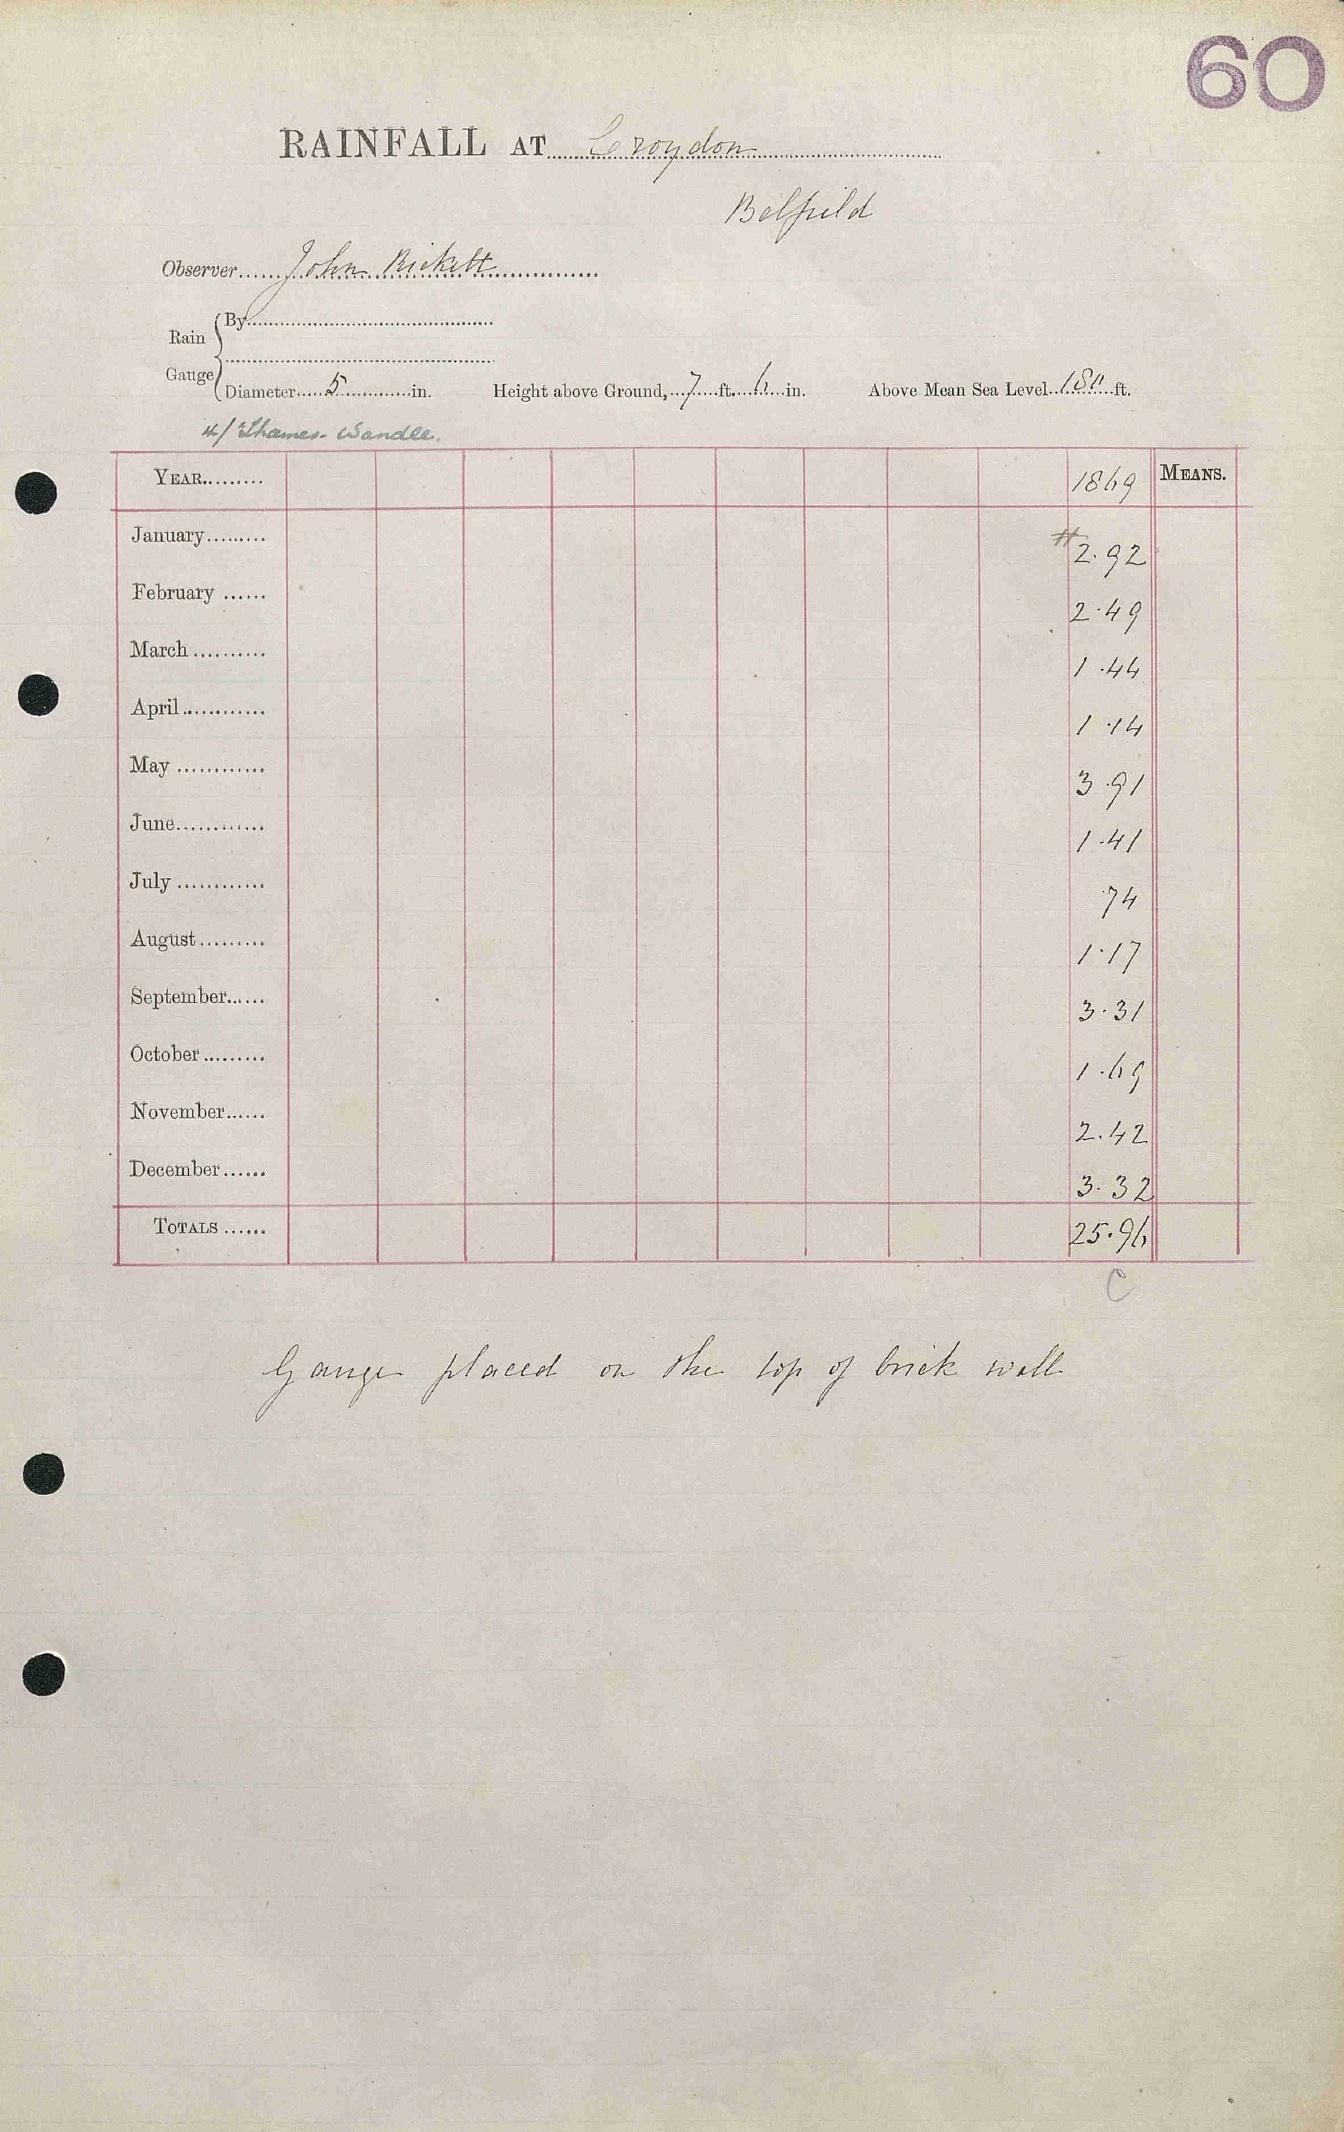 60
RAINFALL AT Croydon
Belfield
Observer John Rickett
Rain Gauge
By
Diameter 5 in. Height above Ground, 7 ft. 6 in. Above Mean Sea Level 180 ft.
4/ Thames-Wandle.
YEAR 1869 MEANS.
January # 2.92
February 2.49
March 1.44
April 1.14
May 3.91
June 1.41
July .74
August 1.17
September 3.31
October 1.69
November 2.42
December 3.32
TOTALS 25.96
C
Gauge placed on the top of brick wall